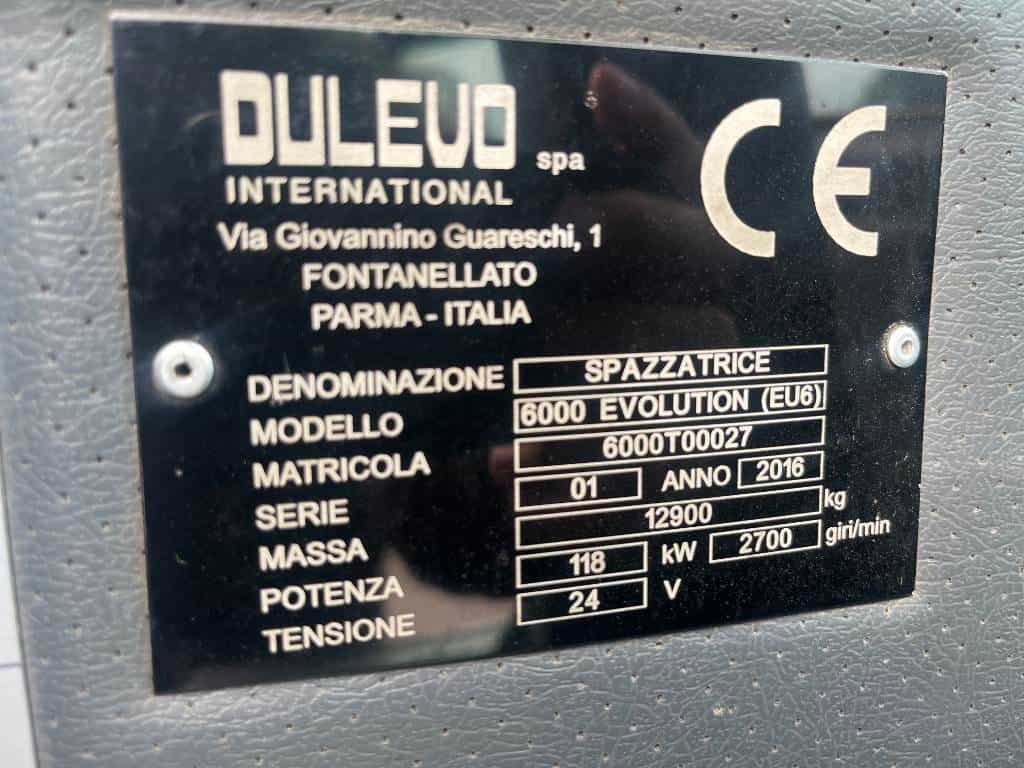 DULEVO spa CE
INTERNATIONAL
Via Giovannino Guareschi, 1
FONTANELLATO
PARMA - ITALIA
DENOMINAZIONE SPAZZATRICE
MODELLO 6000 EVOLUTION (EU6)
MATRICOLA 6000T00027
SERIE 01 ANNO 2016
MASSA 12900 kg
POTENZA 118 kW 2700 giri/min
TENSIONE 24 V